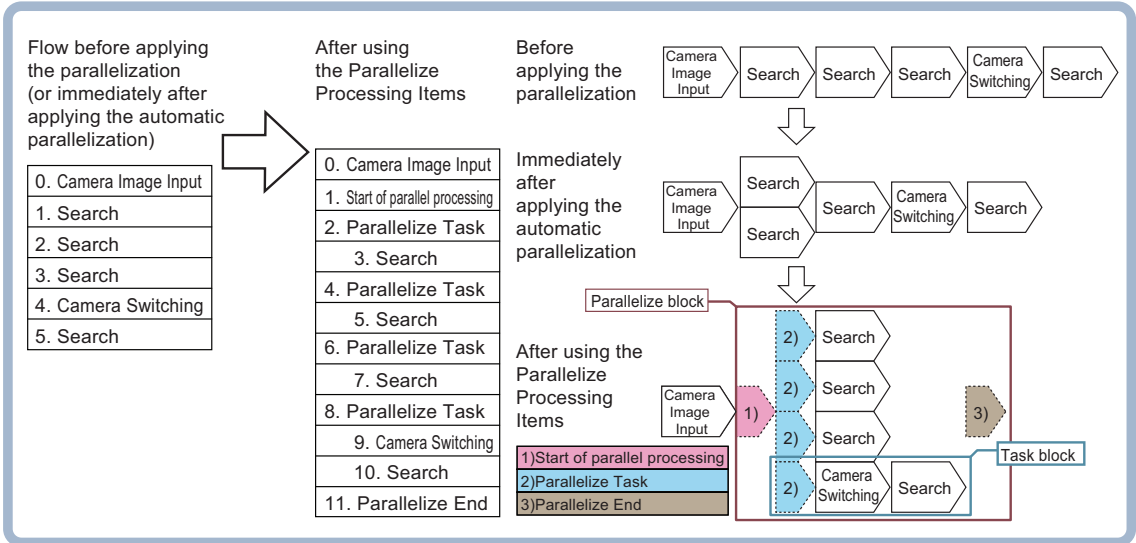 Flow before applying
the parallelization
(or immediately after
applying the automatic
parallelization)
0. Camera Image Input
1. Search
2. Search
3. Search
4. Camera Switching
5. Search
After using
the Parallelize
Processing Items
0. Camera Image Input
1. Start of parallel processing
2. Parallelize Task
3. Search
4. Parallelize Task
5. Search
6. Parallelize Task
7. Search
8. Parallelize Task
9. Camera Switching
10. Search
11. Parallelize End
Before
applying the
parallelization
Camera
Image
Input
Search
Search
Search
Camera
Switching
Search
Immediately
after
applying the
automatic
parallelization
Camera
Image
Input
Search
Search
Search
Camera
Switching
Search
Parallelize block
After using the
Parallelize
Processing
Items
Camera
Image
Input
1)
2)
Search
2)
Search
2)
Search
2)
Camera
Switching
Search
3)
Task block
1)Start of parallel processing
2)Parallelize Task
3)Parallelize End